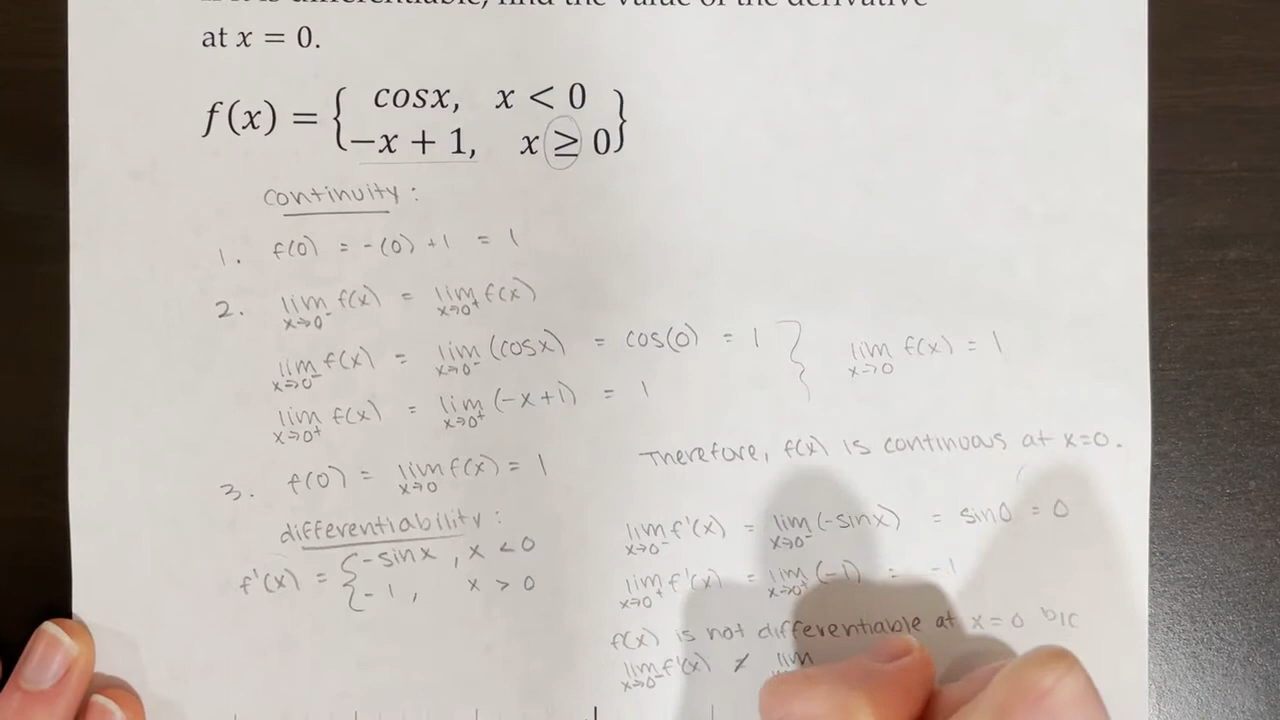 at x = 0.
f(x) = { cosx, x < 0
−x + 1, x ≥ 0}
continuity:
1. f(0) = -(0) +1 = 1
2. lim x→0⁻ f(x) = lim x→0⁺ f(x)
lim x→0⁻ f(x) = lim x→0⁻ (cosx) = cos(0) = 1 } lim x→0 f(x) = 1
lim x→0⁺ f(x) = lim x→0⁺ (-x+1) = 1
Therefore, f(x) is continuous at x=0.
3. f(0) = lim x→0 f(x) = 1
differentiability:
f'(x) = { -sinx, x < 0
-1, x > 0
lim x→0⁻ f'(x) = lim x→0⁻ (-sinx) = sin0 = 0
lim x→0⁺ f'(x) = lim x→0⁺ (-1) = -1
f(x) is not differentiable at x=0 b/c
lim x→0⁻ f'(x) ≠ lim